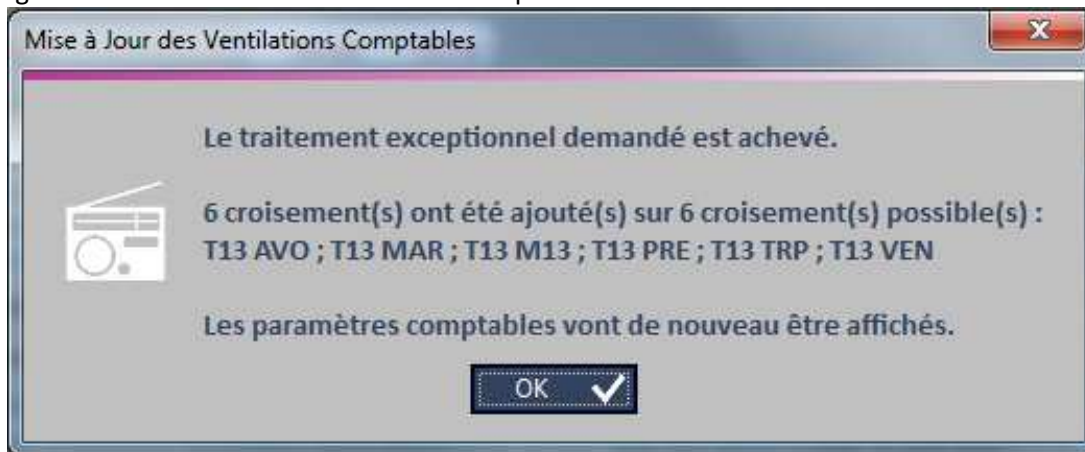 Mise à Jour des Ventilations Comptables
Le traitement exceptionnel demandé est achevé.
6 croisement(s) ont été ajouté(s) sur 6 croisement(s) possible(s) :
T13 AVO ; T13 MAR ; T13 M13 ; T13 PRE ; T13 TRP ; T13 VEN
Les paramètres comptables vont de nouveau être affichés.
OK